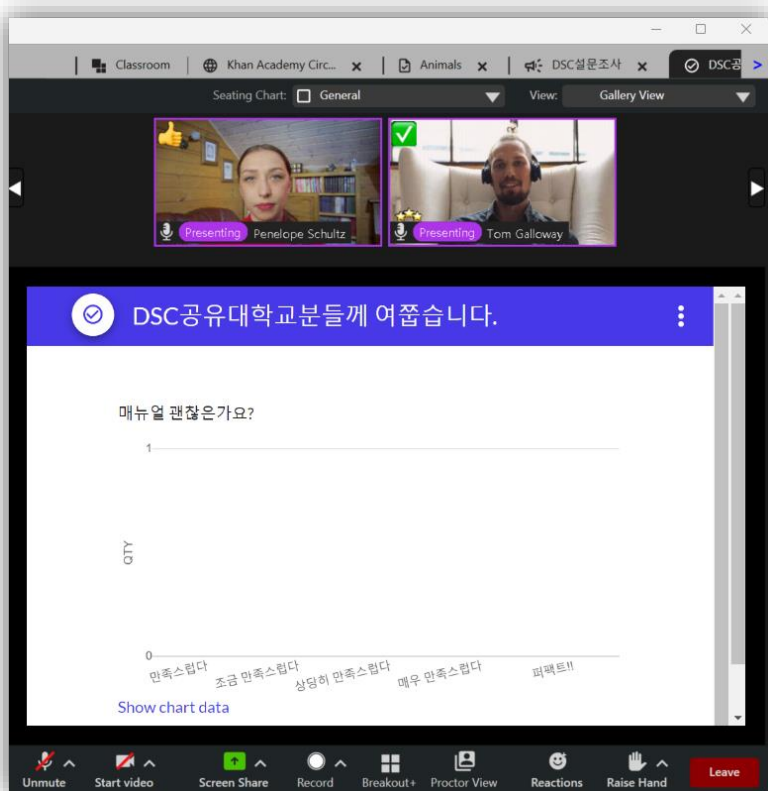 Classroom
Khan Academy Circ...
Animals
DSC설문조사
DSC공
Seating Chart: General
View: Gallery View
Presenting Penelope Schultz
Presenting Tom Galloway
DSC공유대학교분들께 여쭙습니다.
매뉴얼 괜찮은가요?
1
QTY
0
만족스럽다
조금 만족스럽다
상당히 만족스럽다
매우 만족스럽다
퍼팩트!!
Show chart data
Unmute
Start video
Screen Share
Record
Breakout+
Proctor View
Reactions
Raise Hand
Leave